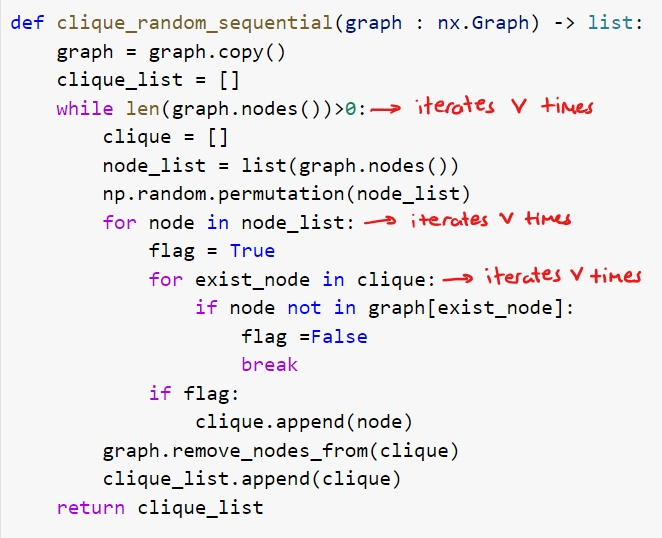 def clique_random_sequential(graph : nx.Graph) -> list:
    graph = graph.copy()
    clique_list = []
    while len(graph.nodes())>0: → iterates V times
        clique = []
        node_list = list(graph.nodes())
        np.random.permutation(node_list)
        for node in node_list: → iterates V times
            flag = True
            for exist_node in clique: → iterates V times
                if node not in graph[exist_node]:
                    flag =False
                    break
            if flag:
                clique.append(node)
        graph.remove_nodes_from(clique)
        clique_list.append(clique)
    return clique_list